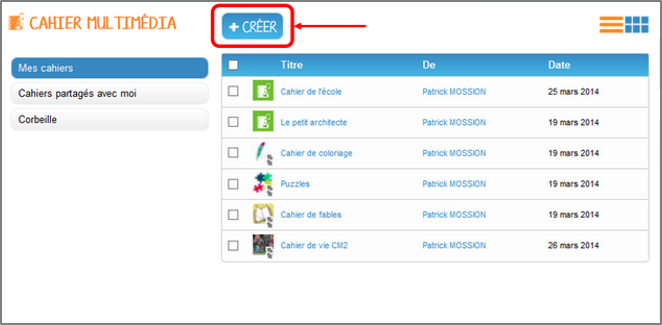 CAHIER MULTIMÉDIA
+ CRÉER
Mes cahiers
Cahiers partagés avec moi
Corbeille
Titre De Date
Cahier de l'école Patrick MOSSION 25 mars 2014
Le petit architecte Patrick MOSSION 19 mars 2014
Cahier de coloriage Patrick MOSSION 19 mars 2014
Puzzles Patrick MOSSION 19 mars 2014
Cahier de fables Patrick MOSSION 19 mars 2014
Cahier de vie CM2 Patrick MOSSION 26 mars 2014